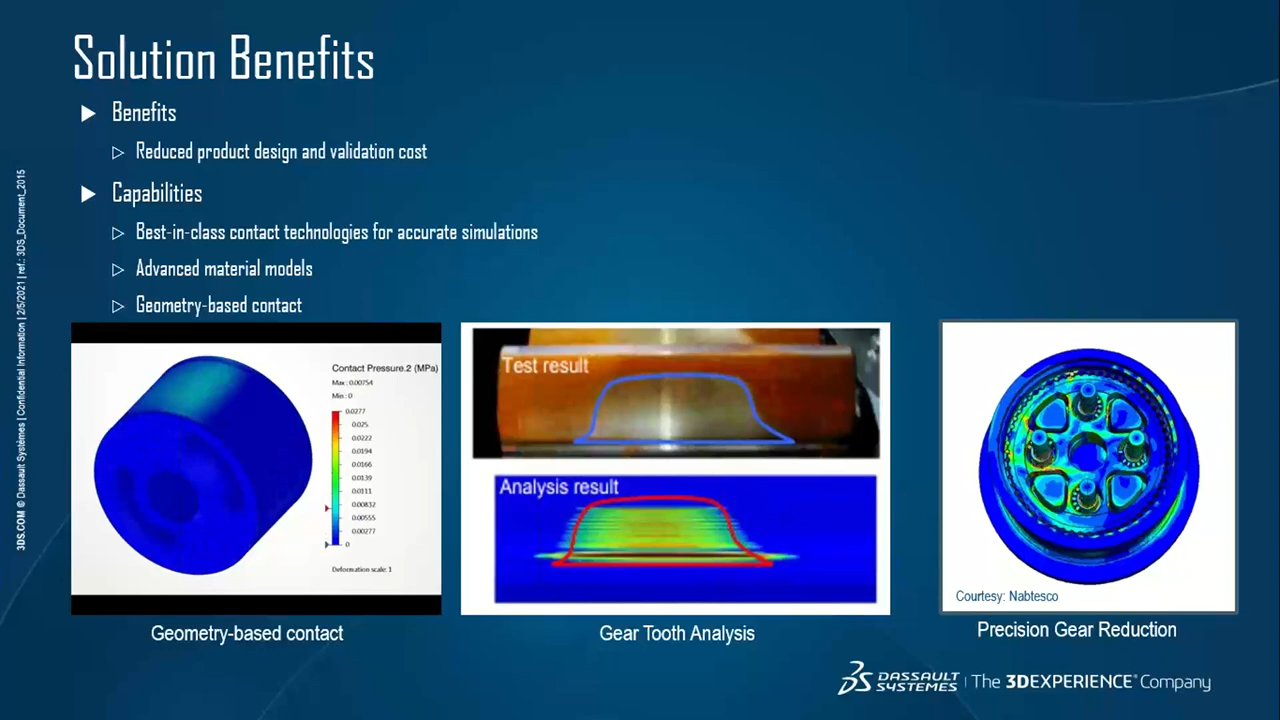 Solution Benefits
Benefits
Reduced product design and validation cost
Capabilities
Best-in-class contact technologies for accurate simulations
Advanced material models
Geometry-based contact
3DS.COM © Dassault Systèmes | Confidential Information | 2/5/2021 | ref.: 3DS_Document_2015
Contact Pressure.2 (MPa)
Max: 0.00754
Min: 0
0.0277
0.025
0.0222
0.0194
0.0166
0.0139
0.0111
0.00832
0.00555
0.00277
0
Deformation scale: 1
Geometry-based contact
Test result
Analysis result
Gear Tooth Analysis
Courtesy: Nabtesco
Precision Gear Reduction
DASSAULT SYSTEMES | The 3DEXPERIENCE® Company